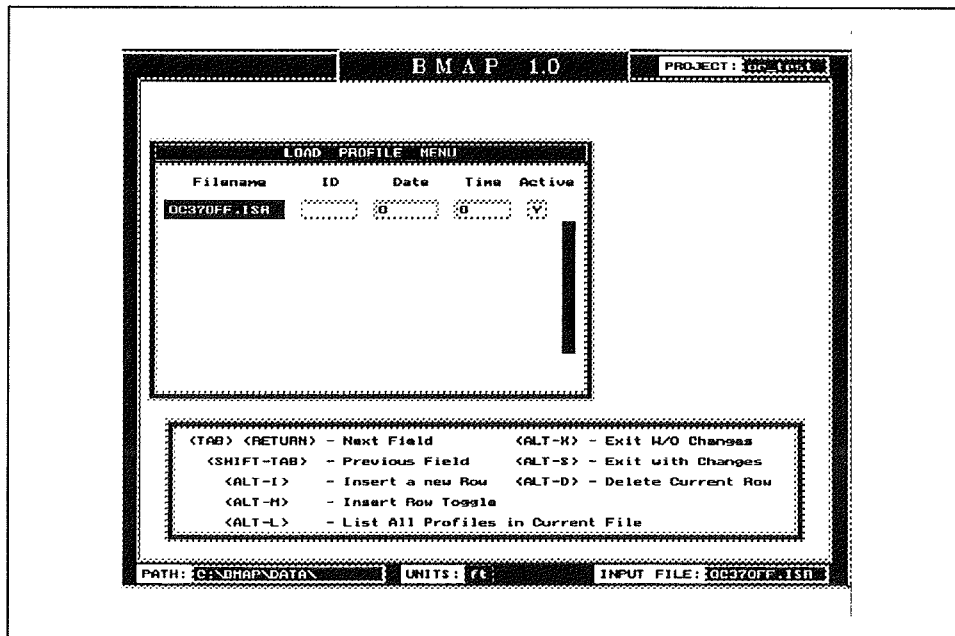 BMAP 1.0 PROJECT: oc_test
LOAD PROFILE MENU
Filename ID Date Time Active
OC370FF.ISA 0 0 Y
<TAB> <RETURN> - Next Field <ALT-X> - Exit W/O Changes
<SHIFT-TAB> - Previous Field <ALT-S> - Exit with Changes
<ALT-I> - Insert a new Row <ALT-D> - Delete Current Row
<ALT-M> - Insert Row Toggle
<ALT-L> - List All Profiles in Current File
PATH: C:\BMAP\DATA\ UNITS: ft INPUT FILE: OC370FF.ISA